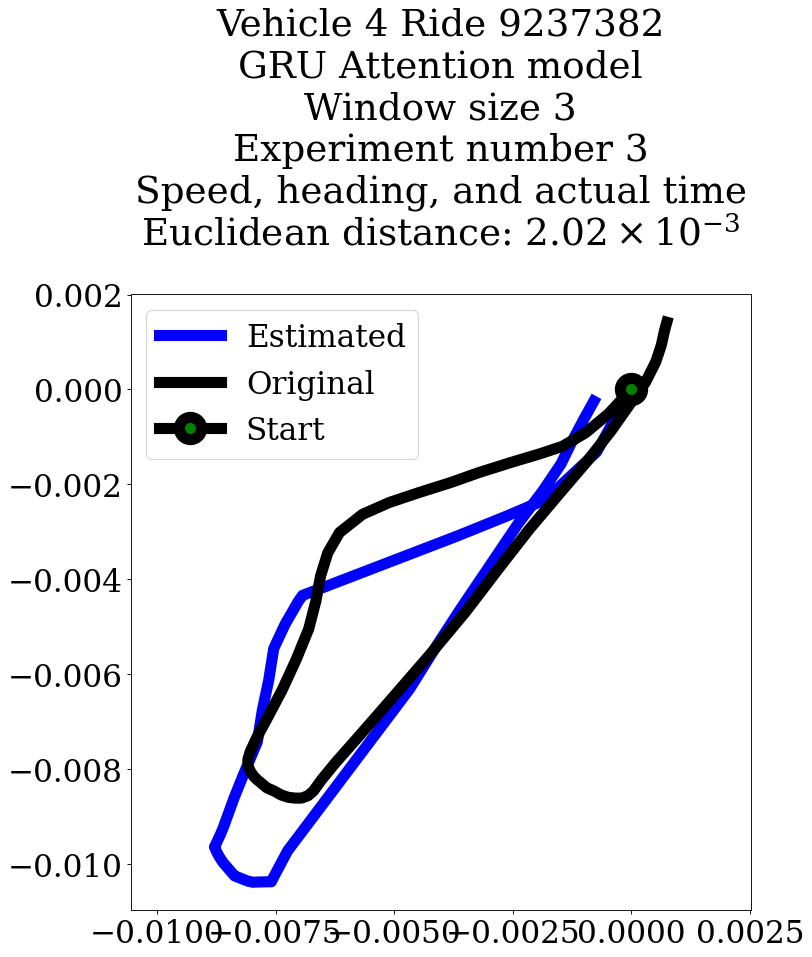 Vehicle 4 Ride 9237382
GRU Attention model
Window size 3
Experiment number 3
Speed, heading, and actual time
Euclidean distance: 2.02 × 10⁻³
0.002
Estimated
0.000
Original
Start
−0.002
−0.004
−0.006
−0.008
−0.010
−0.0100 −0.0075 −0.0050 −0.0025 0.0000 0.0025